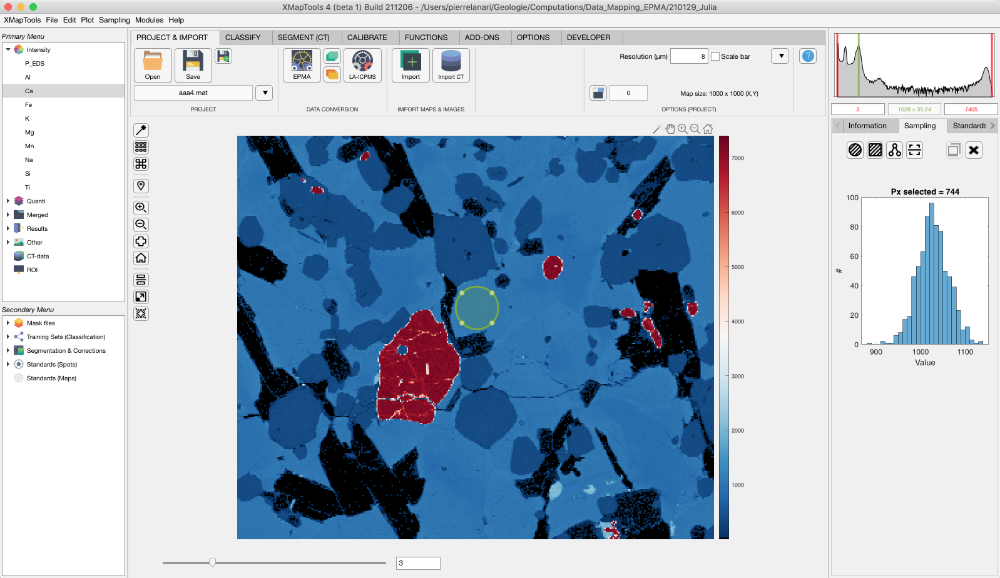 XMapTools 4 (beta 1) Build 211206 - /Users/pierrelanari/Geologie/Computations/Data_Mapping_EPMA/210129_Julia
XMapTools File Edit Plot Sampling Modules Help
Primary Menu
Intensity
P_EDS
Al
Ca
Fe
K
Mg
Mn
Na
Si
Ti
Quanti
Merged
Results
Other
CT-data
ROI
Secondary Menu
Mask files
Training Sets (Classification)
Segmentation & Corrections
Standards (Spots)
Standards (Maps)
PROJECT & IMPORT CLASSIFY SEGMENT (CT) CALIBRATE FUNCTIONS ADD-ONS OPTIONS DEVELOPER
Open Save
aaa4.mat
PROJECT
EPMA LA-ICPMS
DATA CONVERSION
Import Import CT
IMPORT MAPS & IMAGES
Resolution (µm) 8 Scale bar
0 Map size: 1000 x 1000 (X,Y)
OPTIONS (PROJECT)
?
7000
6000
5000
4000
3000
2000
1000
3
3 1028 ± 35.24 7405
Information Sampling Standards
Px selected = 744
100
80
60
40
20
0
#
900 1000 1100
Value